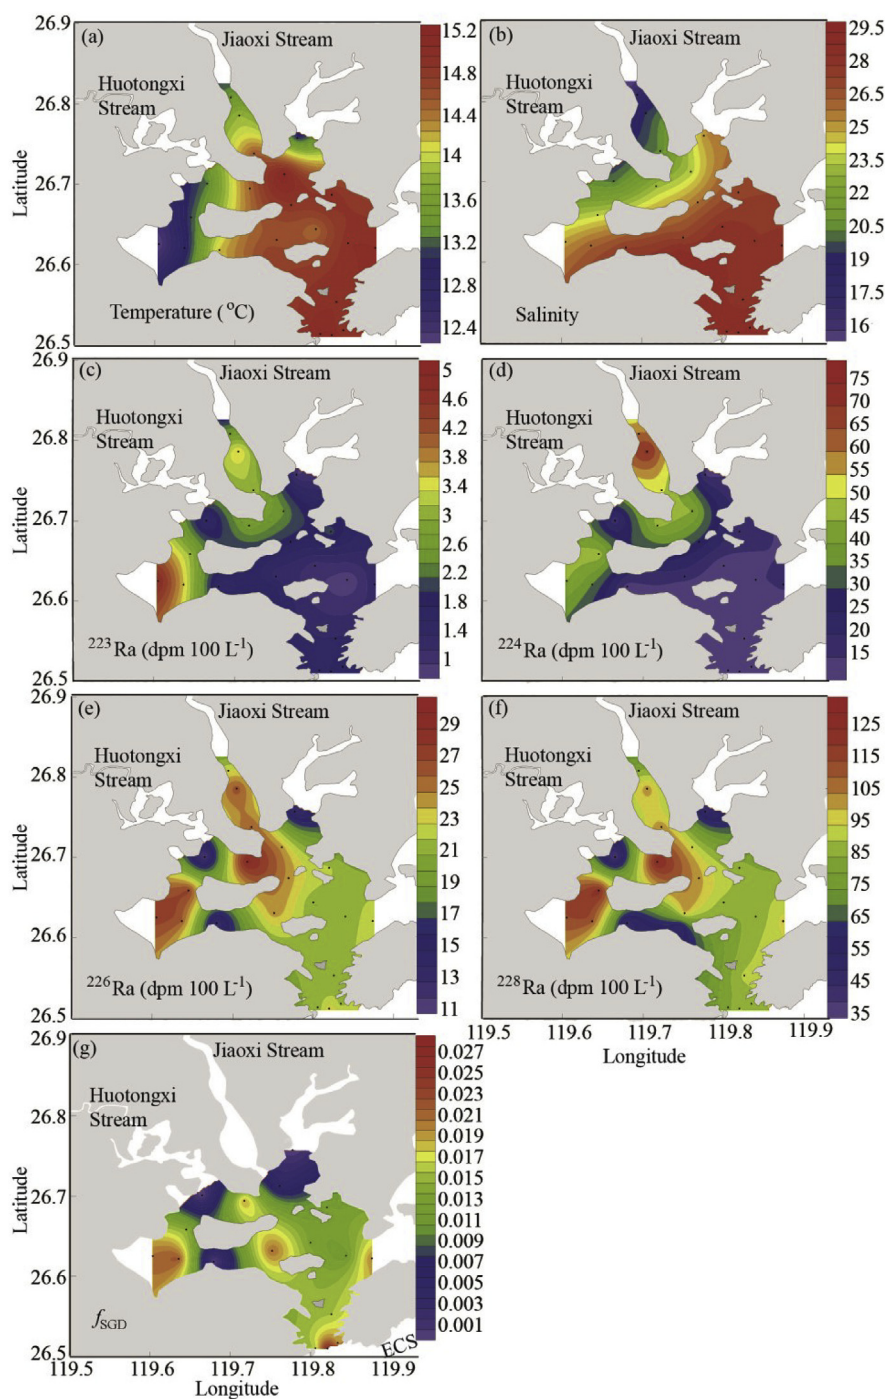 26.9
(a)
Jiaoxi Stream
15.2
(b)
Jiaoxi Stream
29.5
26.8
Huotongxi
Stream
14.8
Huotongxi
Stream
28
14.4
26.5
Latitude
25
26.7
14
23.5
13.6
22
26.6
13.2
20.5
12.8
19
Temperature (°C)
Salinity
17.5
26.5
12.4
16
26.9
(c)
Jiaoxi Stream
5
(d)
Jiaoxi Stream
75
4.6
70
26.8
Huotongxi
Stream
4.2
Huotongxi
Stream
65
3.8
60
55
Latitude
3.4
50
26.7
3
45
2.6
40
2.2
35
26.6
1.8
30
25
1.4
20
²²³Ra (dpm 100 L⁻¹)
1
²²⁴Ra (dpm 100 L⁻¹)
15
26.5
26.9
(e)
Jiaoxi Stream
29
(f)
Jiaoxi Stream
125
27
115
26.8
Huotongxi
Stream
25
Huotongxi
Stream
105
23
95
Latitude
26.7
21
85
19
75
17
65
26.6
15
55
13
45
²²⁶Ra (dpm 100 L⁻¹)
11
²²⁸Ra (dpm 100 L⁻¹)
35
26.5
119.5
119.6
119.7
119.8
119.9
Longitude
26.9
(g)
Jiaoxi Stream
0.027
0.025
0.023
26.8
Huotongxi
Stream
0.021
0.019
0.017
Latitude
0.015
26.7
0.013
0.011
0.009
26.6
0.007
0.005
0.003
fSGD
0.001
ECS
26.5
119.5
119.6
119.7
119.8
119.9
Longitude